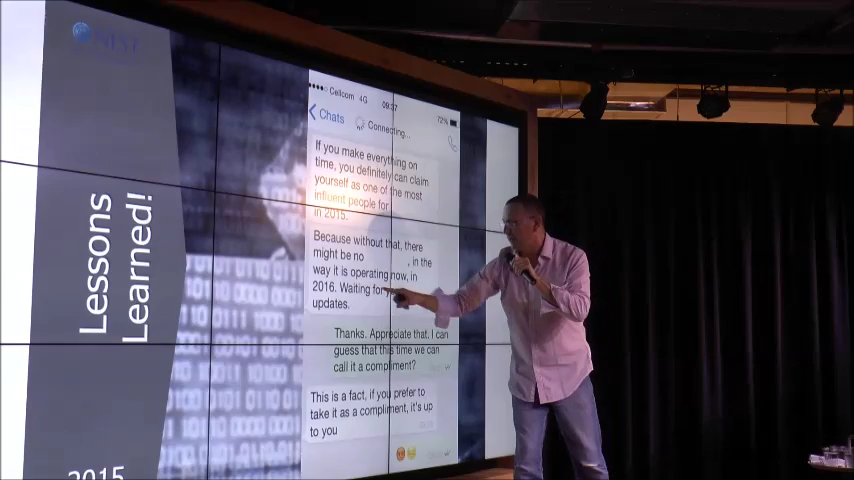 Lessons
Learned!
2015
Cellcom 4G
09:37
72%
Chats
Connecting...
If you make everything on
time, you definitely can claim
yourself as one of the most
influent people for
in 2015.
Because without that, there
might be no , in the
way it is operating now, in
2016. Waiting for
updates.
Thanks. Appreciate that, I can
guess that this time we can
call it a compliment?
This is a fact, if you prefer to
take it as a compliment, it's up
to you